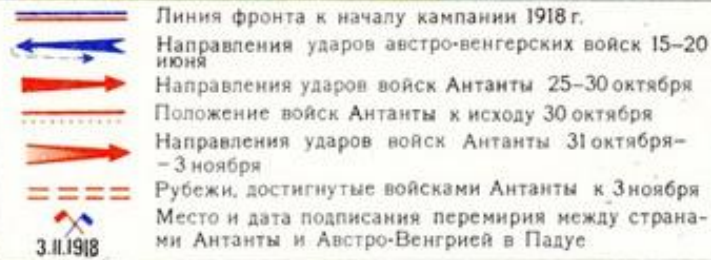 Линия фронта к началу кампании 1918 г.
Направления ударов австро-венгерских войск 15–20
июня
Направления ударов войск Антанты 25–30 октября
Положение войск Антанты к исходу 30 октября
Направления ударов войск Антанты 31 октября–
– 3 ноября
Рубежи, достигнутые войсками Антанты к 3 ноября
Место и дата подписания перемирия между страна-
ми Антанты и Австро-Венгрией в Падуе
3.11.1918